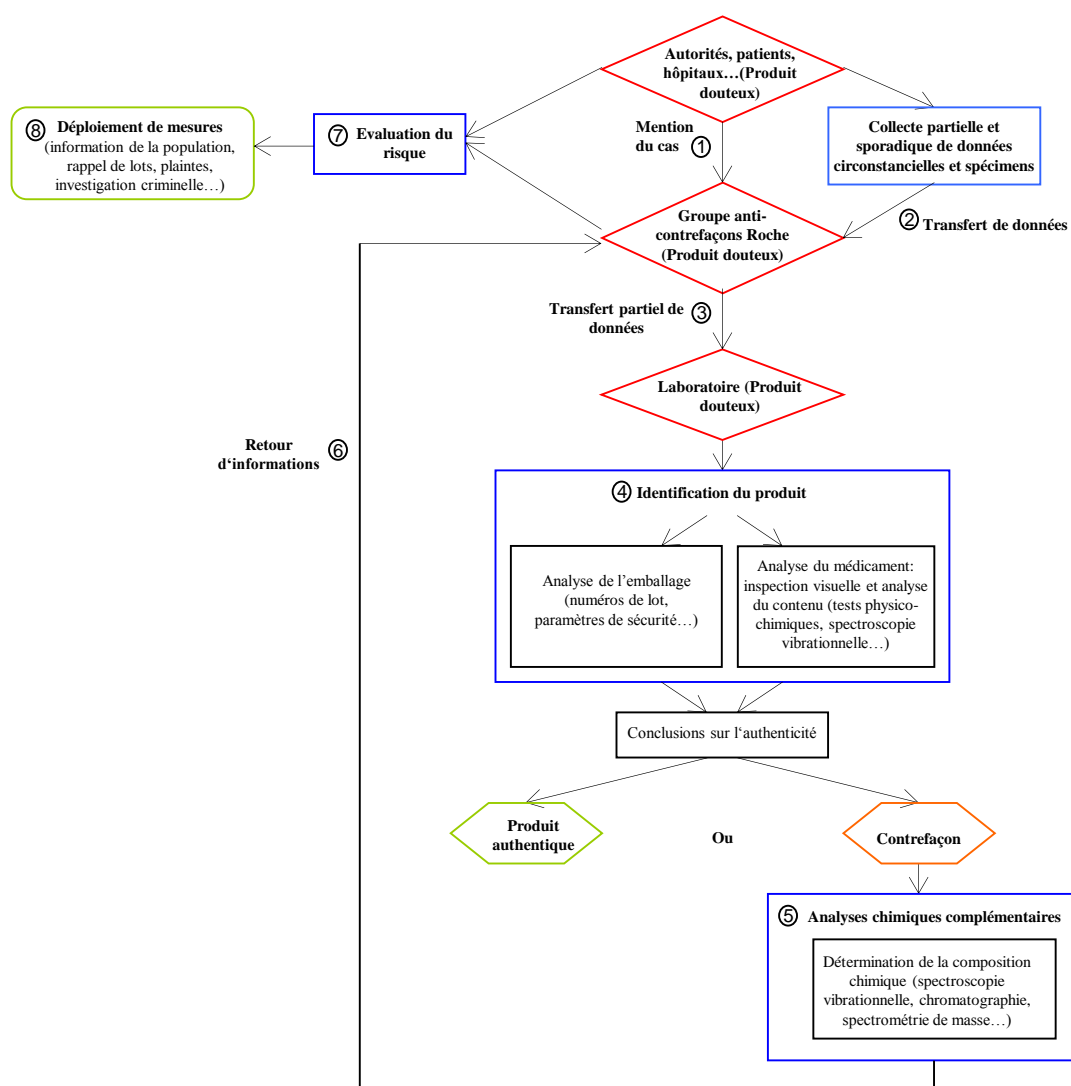 Autorités, patients,
hôpitaux…(Produit
douteux)
⑧ Déploiement de mesures
(information de la population,
rappel de lots, plaintes,
investigation criminelle…)
⑦ Evaluation du
risque
Mention
du cas ①
Collecte partielle et
sporadique de données
circonstancielles et spécimens
Groupe anti-
contrefaçons Roche
(Produit douteux)
② Transfert de données
Transfert partiel de
données ③
Laboratoire (Produit
douteux)
Retour
d‘informations ⑥
④ Identification du produit
Analyse de l’emballage
(numéros de lot,
paramètres de sécurité…)
Analyse du médicament:
inspection visuelle et analyse
du contenu (tests physico-
chimiques, spectroscopie
vibrationnelle…)
Conclusions sur l‘authenticité
Produit
authentique
Ou
Contrefaçon
⑤ Analyses chimiques complémentaires
Détermination de la composition
chimique (spectroscopie
vibrationnelle, chromatographie,
spectrométrie de masse…)